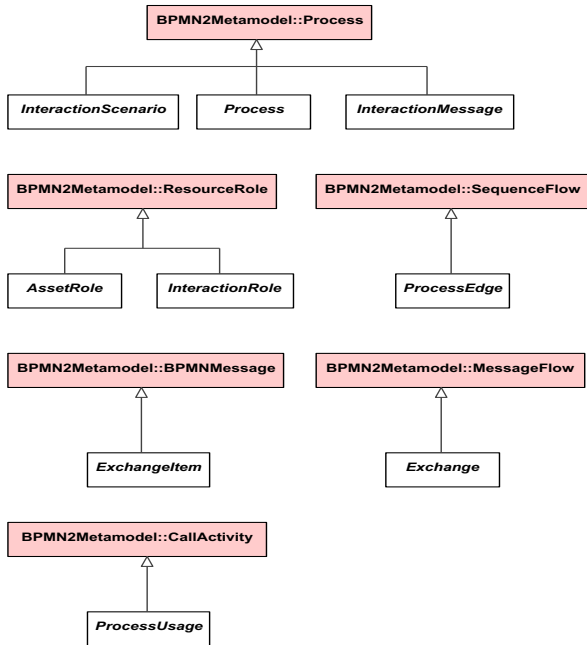 BPMN2Metamodel::Process
InteractionScenario
Process
InteractionMessage
BPMN2Metamodel::ResourceRole
BPMN2Metamodel::SequenceFlow
AssetRole
InteractionRole
ProcessEdge
BPMN2Metamodel::BPMNMessage
BPMN2Metamodel::MessageFlow
ExchangeItem
Exchange
BPMN2Metamodel::CallActivity
ProcessUsage